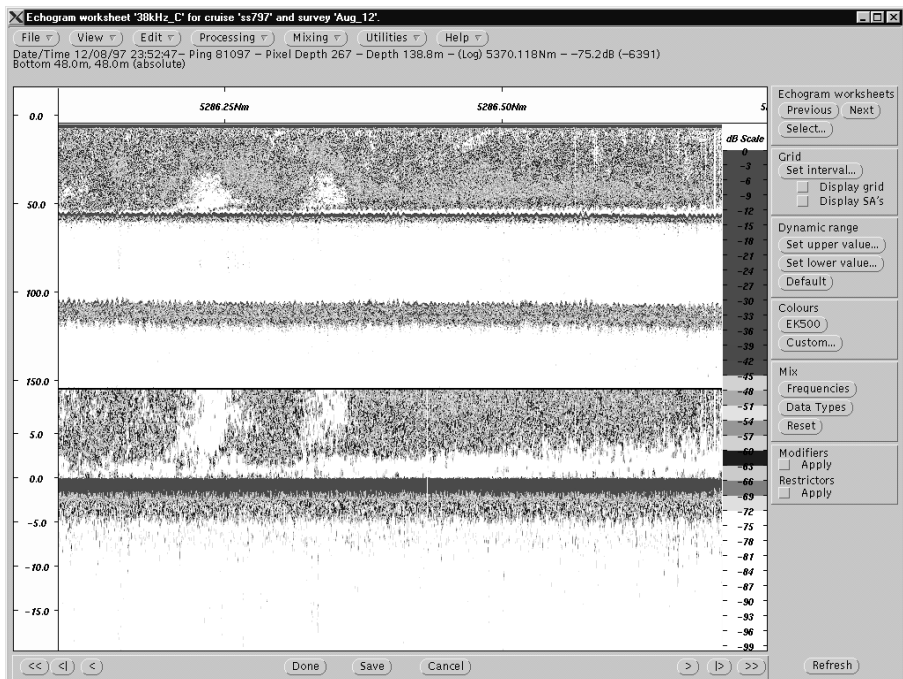 Echogram worksheet '38kHz_C' for cruise 'ss797' and survey 'Aug_12'.
File View Edit Processing Mixing Utilities Help
Date/Time 12/08/97 23:52:47- Ping 81097 - Pixel Depth 267 - Depth 138.8m - (Log) 5370.118Nm - -75.2dB (-6391)
Bottom 48.0m, 48.0m (absolute)
5286.25Nm 5286.50Nm 5
0.0
50.0
100.0
150.0
5.0
0.0
-5.0
-10.0
-15.0
dB Scale
0
-3
-6
-9
-12
-15
-18
-21
-24
-27
-30
-33
-36
-39
-42
-45
-48
-51
-54
-57
-60
-63
-66
-69
-72
-75
-78
-81
-84
-87
-90
-93
-96
-99
Echogram worksheets
Previous Next
Select...
Grid
Set interval...
Display grid
Display SA's
Dynamic range
Set upper value...
Set lower value...
Default
Colours
EK500
Custom...
Mix
Frequencies
Data Types
Reset
Modifiers
Apply
Restrictors
Apply
<< <| < Done Save Cancel > |> >> Refresh